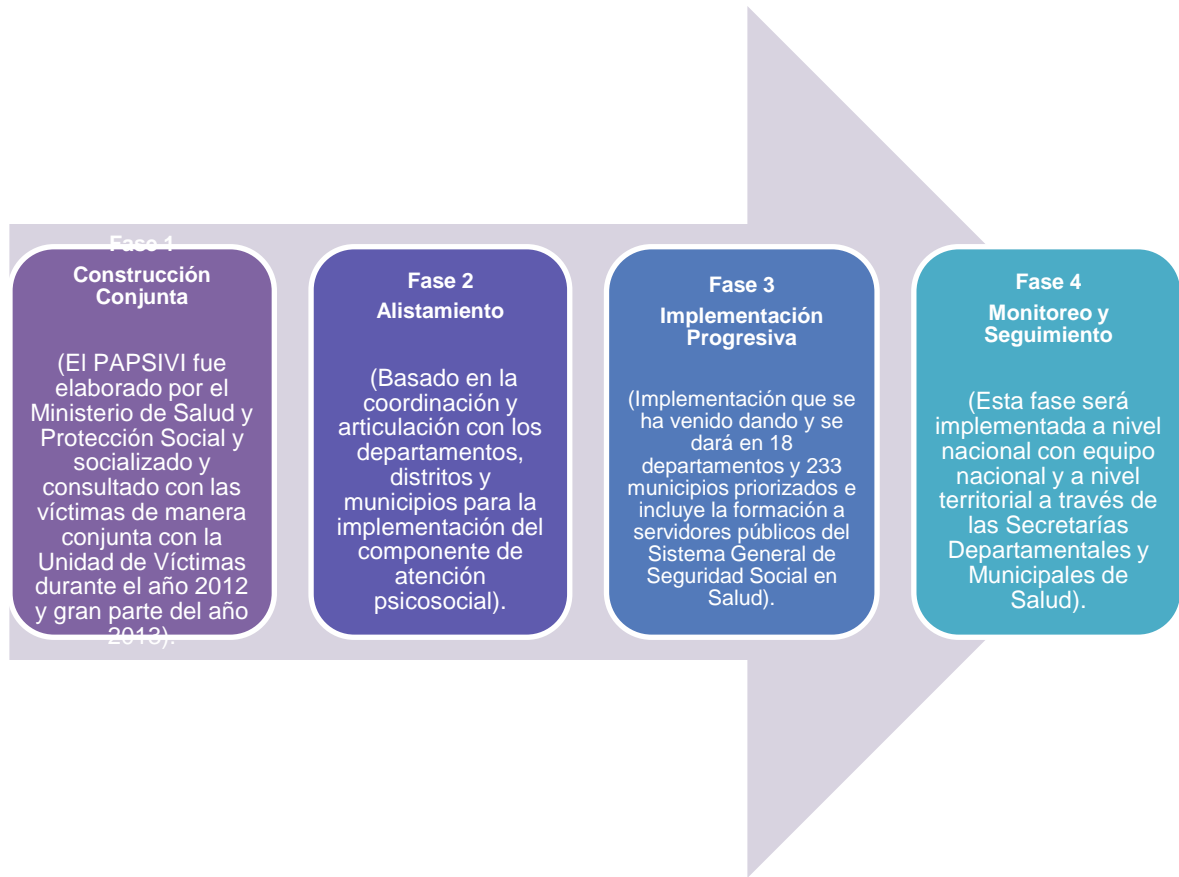 Fase 1
Construcción
Conjunta
(El PAPSIVI fue
elaborado por el
Ministerio de Salud y
Protección Social y
socializado y
consultado con las
víctimas de manera
conjunta con la
Unidad de Víctimas
durante el año 2012
y gran parte del año
2013).
Fase 2
Alistamiento
(Basado en la
coordinación y
articulación con los
departamentos,
distritos y
municipios para la
implementación del
componente de
atención
psicosocial).
Fase 3
Implementación
Progresiva
(Implementación que se
ha venido dando y se
dará en 18
departamentos y 233
municipios priorizados e
incluye la formación a
servidores públicos del
Sistema General de
Seguridad Social en
Salud).
Fase 4
Monitoreo y
Seguimiento
(Esta fase será
implementada a nivel
nacional con equipo
nacional y a nivel
territorial a través de
las Secretarías
Departamentales y
Municipales de
Salud).